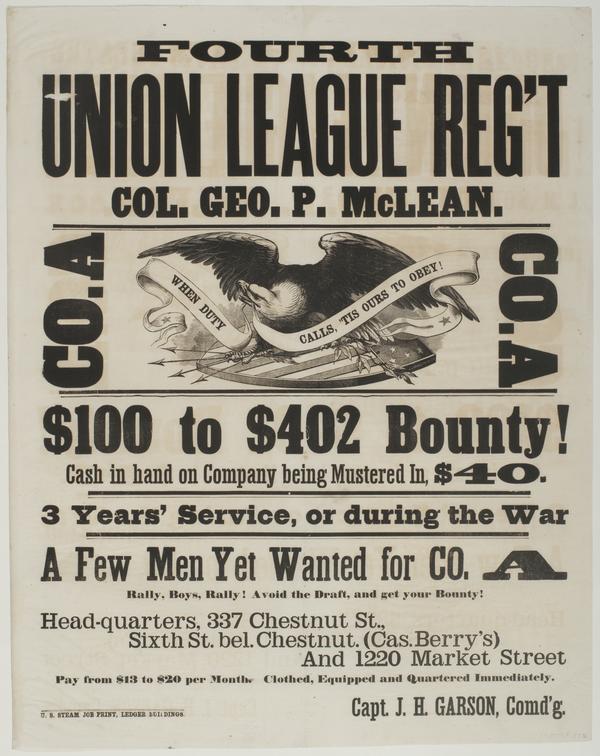 FOURTH
UNION LEAGUE REG'T
COL. GEO. P. McLEAN.
CO. A
WHEN DUTY
CALLS, 'TIS OURS TO OBEY!
CO. A
$100 to $402 Bounty!
Cash in hand on Company being Mustered In, $40.
3 Years' Service, or during the War
A Few Men Yet Wanted for CO. A
Rally, Boys, Rally! Avoid the Draft, and get your Bounty!
Head-quarters, 337 Chestnut St.,
Sixth St. bel. Chestnut. (Cas. Berry's)
And 1220 Market Street
Pay from $13 to $20 per Month. Clothed, Equipped and Quartered Immediately.
Capt. J. H. GARSON, Comd'g.
U. S. STEAM JOB PRINT, LEDGER BUILDINGS.